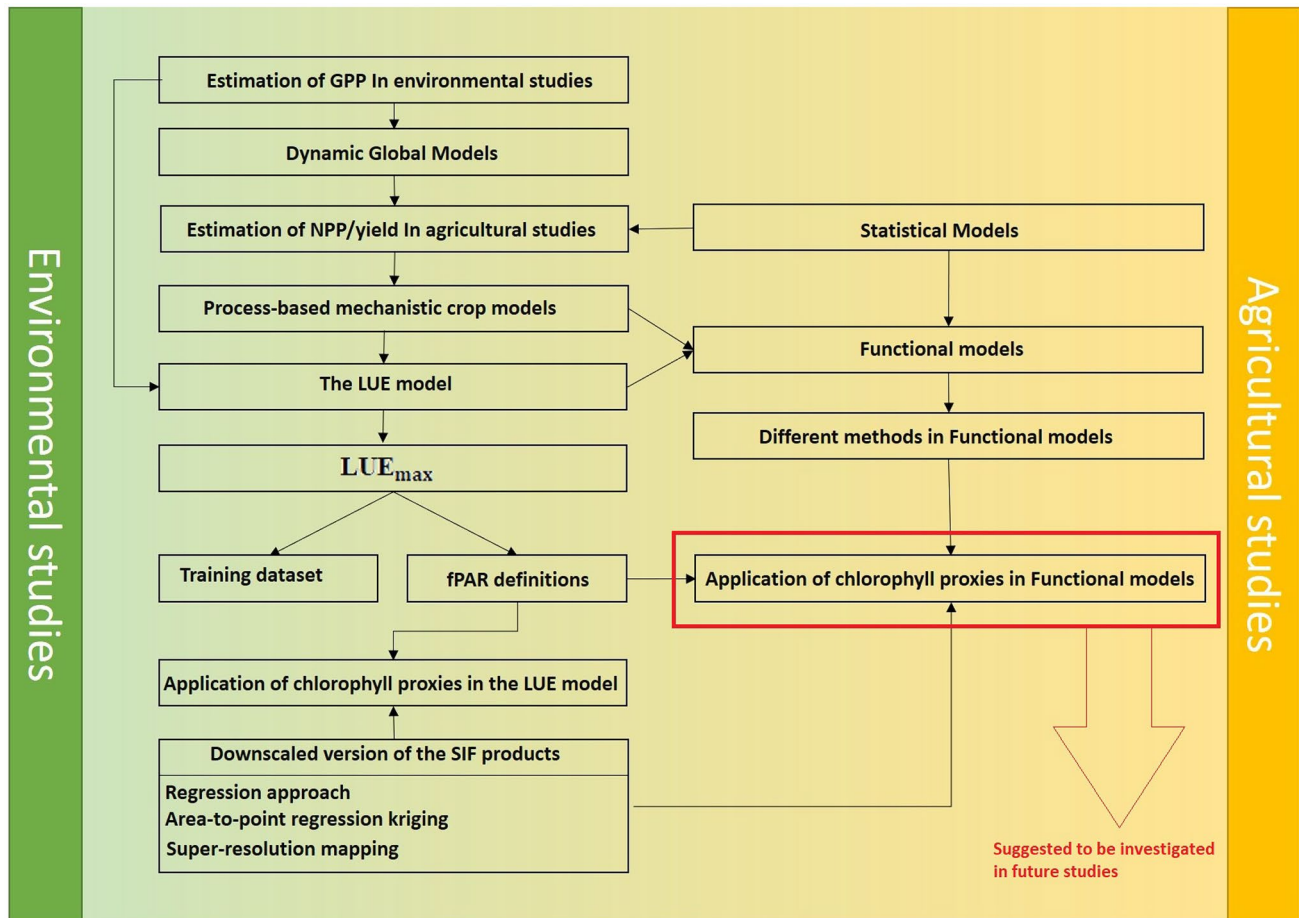 Environmental studies
Estimation of GPP In environmental studies
Dynamic Global Models
Estimation of NPP/yield In agricultural studies
Statistical Models
Process-based mechanistic crop models
Functional models
The LUE model
Different methods in Functional models
LUEmax
Training dataset
fPAR definitions
Application of chlorophyll proxies in Functional models
Application of chlorophyll proxies in the LUE model
Downscaled version of the SIF products
Regression approach
Area-to-point regression kriging
Super-resolution mapping
Suggested to be investigated
in future studies
Agricultural studies